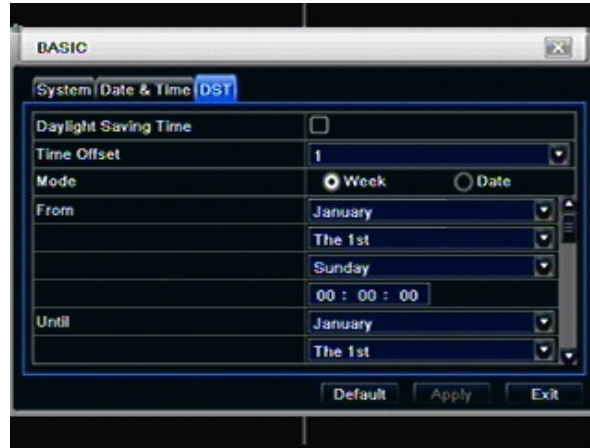 BASIC
System Date & Time DST
Daylight Saving Time
Time Offset 1
Mode Week Date
From January
The 1st
Sunday
00 : 00 : 00
Until January
The 1st
Default Apply Exit